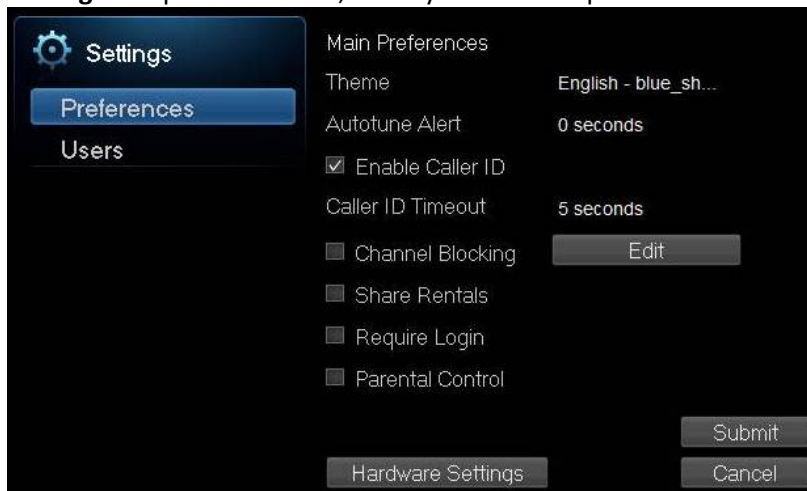 Settings
Preferences
Users
Main Preferences
Theme English - blue_sh...
Autotune Alert 0 seconds
Enable Caller ID
Caller ID Timeout 5 seconds
Channel Blocking Edit
Share Rentals
Require Login
Parental Control
Submit
Hardware Settings Cancel